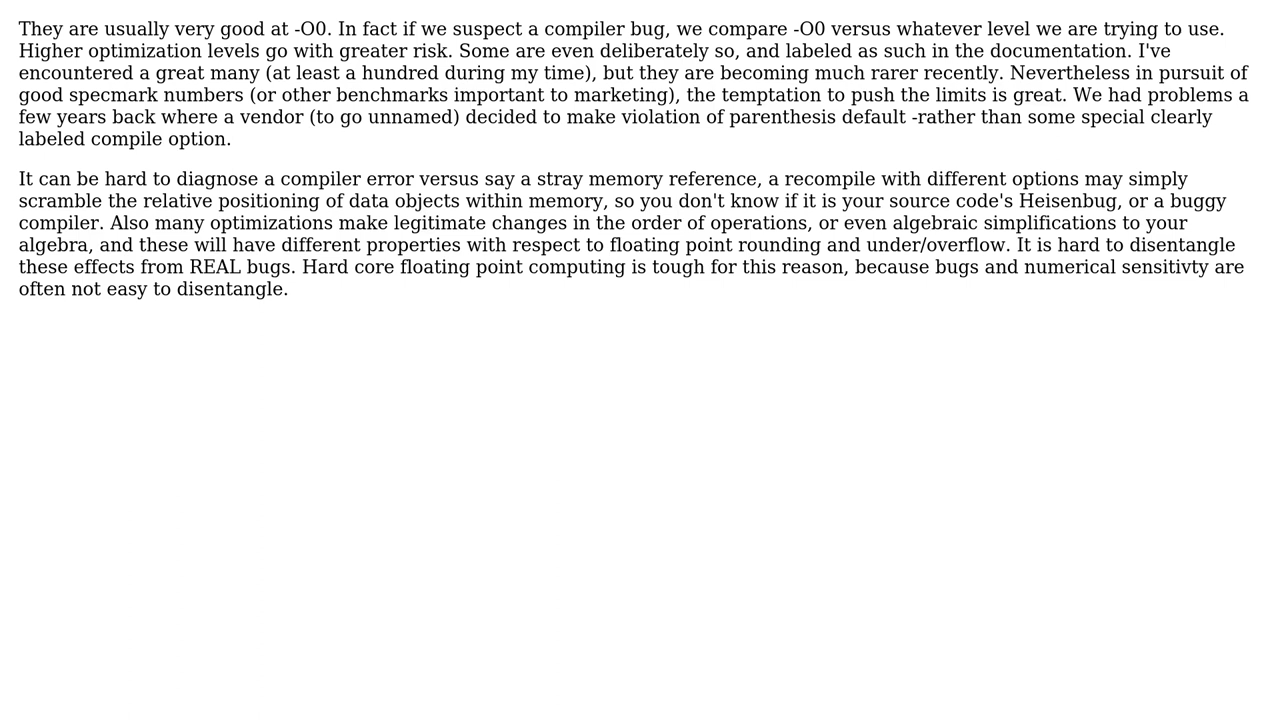 They are usually very good at -O0. In fact if we suspect a compiler bug, we compare -O0 versus whatever level we are trying to use.
Higher optimization levels go with greater risk. Some are even deliberately so, and labeled as such in the documentation. I've
encountered a great many (at least a hundred during my time), but they are becoming much rarer recently. Nevertheless in pursuit of
good specmark numbers (or other benchmarks important to marketing), the temptation to push the limits is great. We had problems a
few years back where a vendor (to go unnamed) decided to make violation of parenthesis default -rather than some special clearly
labeled compile option.
It can be hard to diagnose a compiler error versus say a stray memory reference, a recompile with different options may simply
scramble the relative positioning of data objects within memory, so you don't know if it is your source code's Heisenbug, or a buggy
compiler. Also many optimizations make legitimate changes in the order of operations, or even algebraic simplifications to your
algebra, and these will have different properties with respect to floating point rounding and under/overflow. It is hard to disentangle
these effects from REAL bugs. Hard core floating point computing is tough for this reason, because bugs and numerical sensitivty are
often not easy to disentangle.